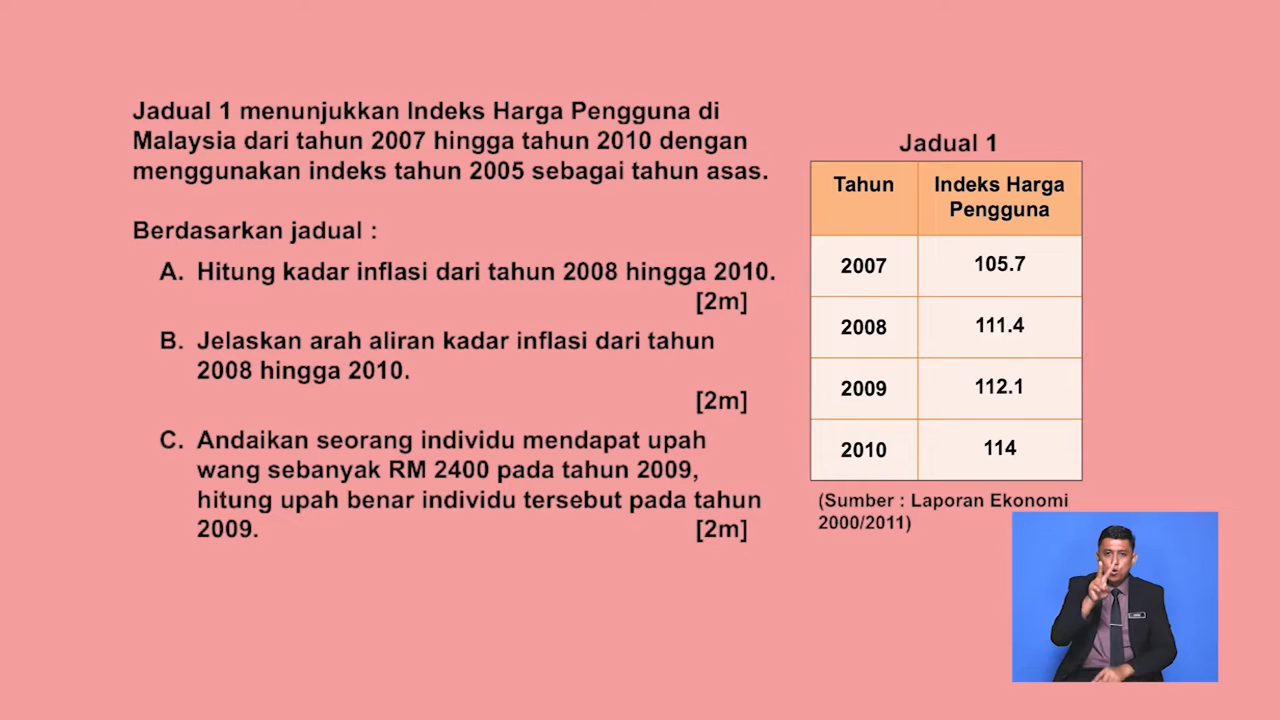 Jadual 1 menunjukkan Indeks Harga Pengguna di
Malaysia dari tahun 2007 hingga tahun 2010 dengan
menggunakan indeks tahun 2005 sebagai tahun asas.
Berdasarkan jadual :
A. Hitung kadar inflasi dari tahun 2008 hingga 2010.
[2m]
B. Jelaskan arah aliran kadar inflasi dari tahun
2008 hingga 2010.
[2m]
C. Andaikan seorang individu mendapat upah
wang sebanyak RM 2400 pada tahun 2009,
hitung upah benar individu tersebut pada tahun
2009. [2m]
Jadual 1
Tahun Indeks Harga
Pengguna
2007 105.7
2008 111.4
2009 112.1
2010 114
(Sumber : Laporan Ekonomi
2000/2011)